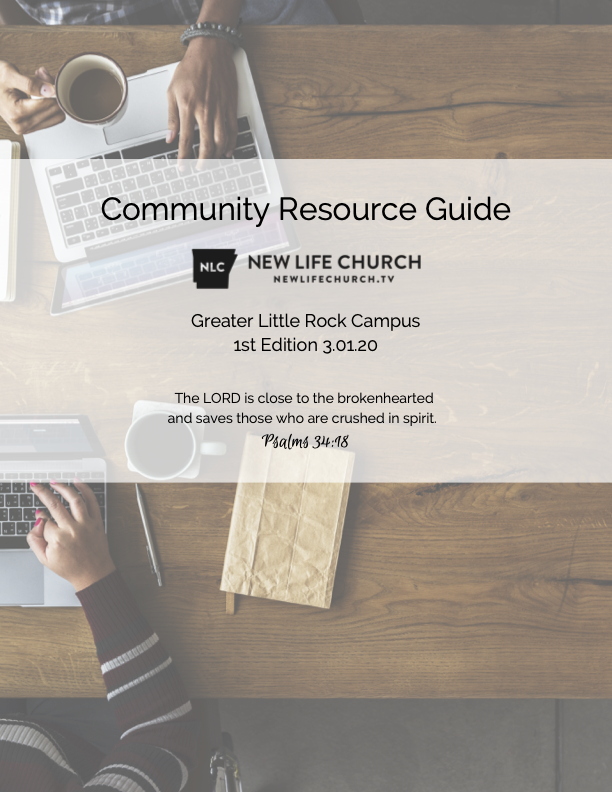 Community Resource Guide
NLC NEW LIFE CHURCH
NEWLIFECHURCH.TV
Greater Little Rock Campus
1st Edition 3.01.20
The LORD is close to the brokenhearted
and saves those who are crushed in spirit.
Psalms 34:18